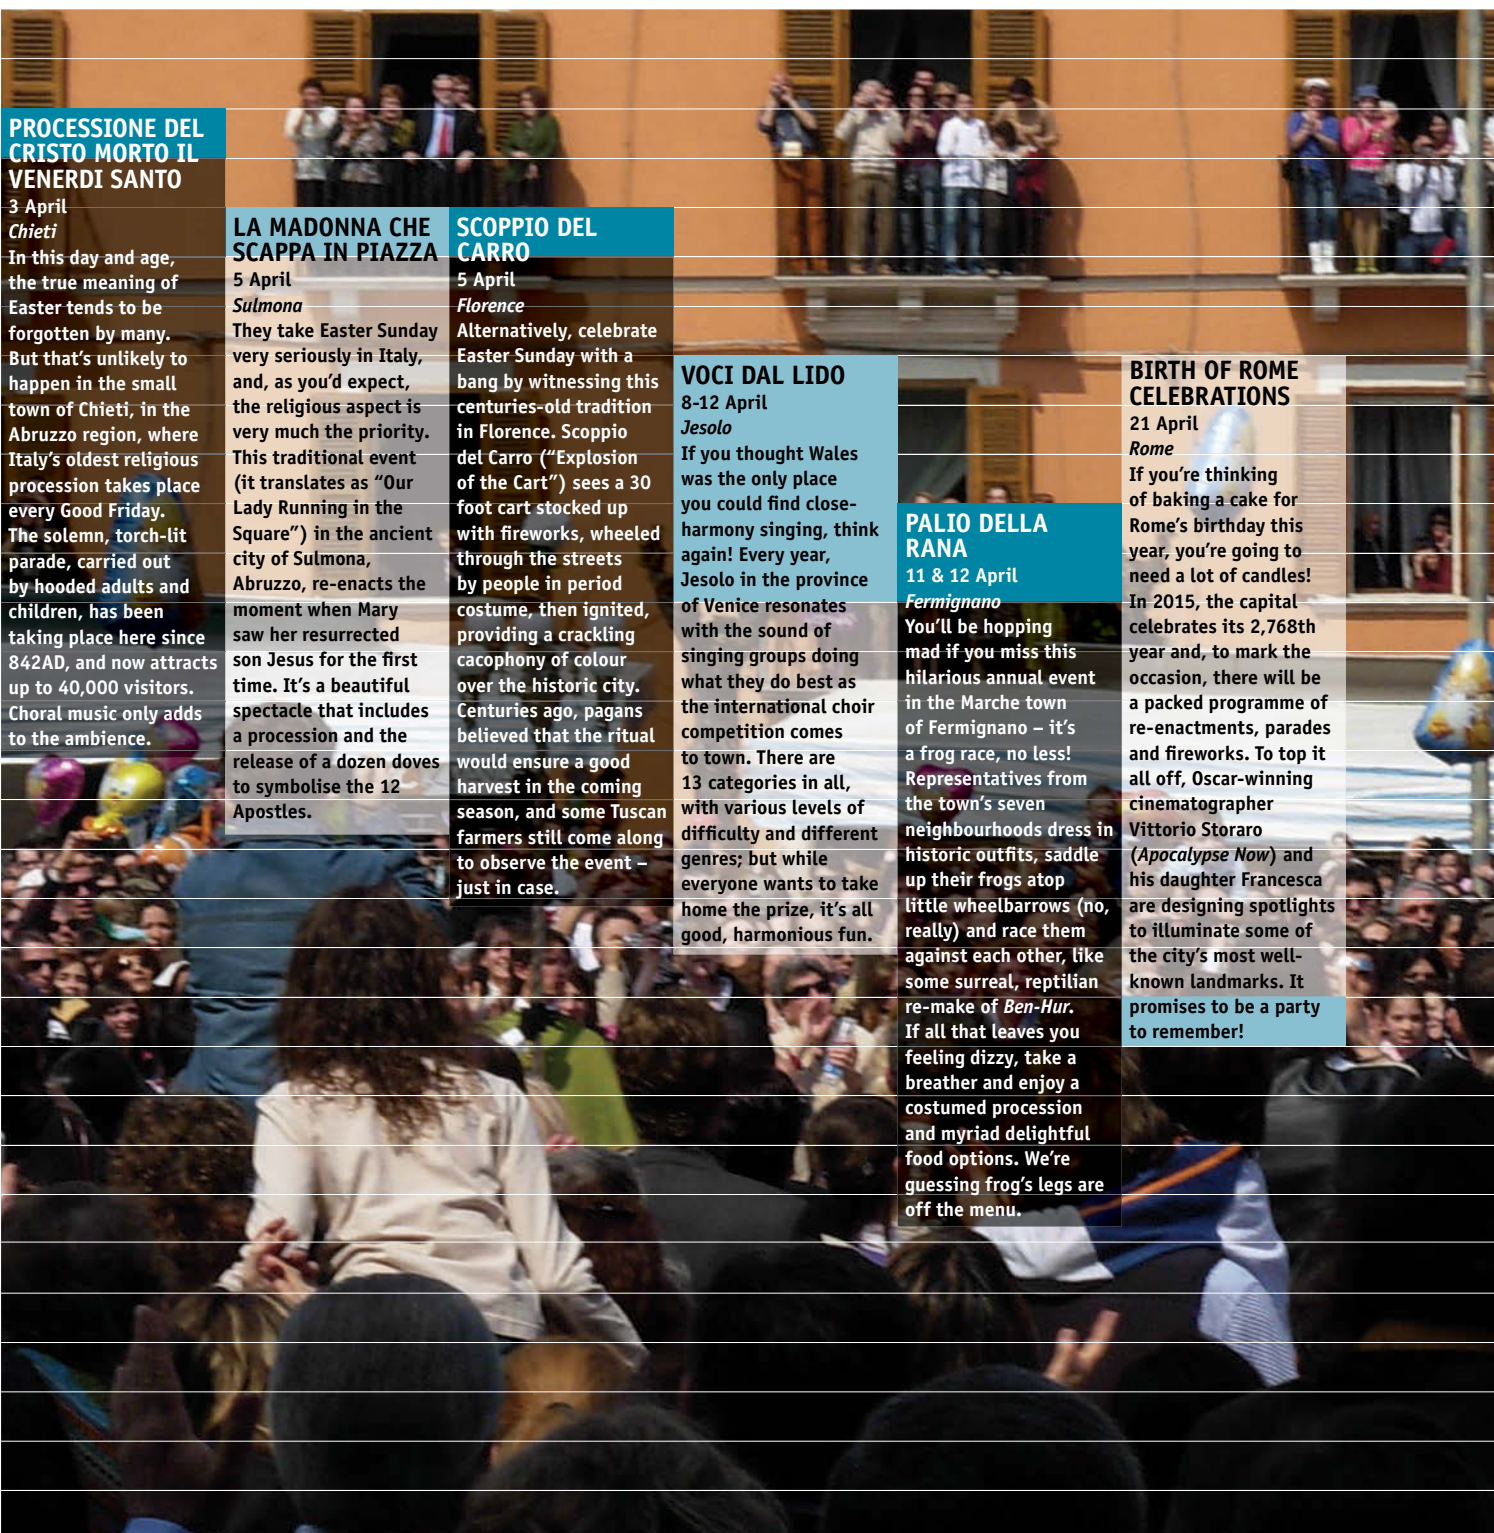 PROCESSIONE DEL
CRISTO MORTO IL
VENERDI SANTO
3 April
Chieti
In this day and age,
the true meaning of
Easter tends to be
forgotten by many.
But that's unlikely to
happen in the small
town of Chieti, in the
Abruzzo region, where
Italy's oldest religious
procession takes place
every Good Friday.
The solemn, torch-lit
parade, carried out
by hooded adults and
children, has been
taking place here since
842AD, and now attracts
up to 40,000 visitors.
Choral music only adds
to the ambience.
LA MADONNA CHE
SCAPPA IN PIAZZA
5 April
Sulmona
They take Easter Sunday
very seriously in Italy,
and, as you'd expect,
the religious aspect is
very much the priority.
This traditional event
(it translates as “Our
Lady Running in the
Square”) in the ancient
city of Sulmona,
Abruzzo, re-enacts the
moment when Mary
saw her resurrected
son Jesus for the first
time. It's a beautiful
spectacle that includes
a procession and the
release of a dozen doves
to symbolise the 12
Apostles.
SCOPPIO DEL
CARRO
5 April
Florence
Alternatively, celebrate
Easter Sunday with a
bang by witnessing this
centuries-old tradition
in Florence. Scoppio
del Carro (“Explosion
of the Cart”) sees a 30
foot cart stocked up
with fireworks, wheeled
through the streets
by people in period
costume, then ignited,
providing a crackling
cacophony of colour
over the historic city.
Centuries ago, pagans
believed that the ritual
would ensure a good
harvest in the coming
season, and some Tuscan
farmers still come along
to observe the event –
just in case.
VOCI DAL LIDO
8-12 April
Jesolo
If you thought Wales
was the only place
you could find close-
harmony singing, think
again! Every year,
Jesolo in the province
of Venice resonates
with the sound of
singing groups doing
what they do best as
the international choir
competition comes
to town. There are
13 categories in all,
with various levels of
difficulty and different
genres; but while
everyone wants to take
home the prize, it's all
good, harmonious fun.
PALIO DELLA
RANA
11 & 12 April
Fermignano
You'll be hopping
mad if you miss this
hilarious annual event
in the Marche town
of Fermignano – it's
a frog race, no less!
Representatives from
the town's seven
neighbourhoods dress in
historic outfits, saddle
up their frogs atop
little wheelbarrows (no,
really) and race them
against each other, like
some surreal, reptilian
re-make of Ben-Hur.
If all that leaves you
feeling dizzy, take a
breather and enjoy a
costumed procession
and myriad delightful
food options. We're
guessing frog's legs are
off the menu.
BIRTH OF ROME
CELEBRATIONS
21 April
Rome
If you're thinking
of baking a cake for
Rome's birthday this
year, you're going to
need a lot of candles!
In 2015, the capital
celebrates its 2,768th
year and, to mark the
occasion, there will be
a packed programme of
re-enactments, parades
and fireworks. To top it
all off, Oscar-winning
cinematographer
Vittorio Storaro
(Apocalypse Now) and
his daughter Francesca
are designing spotlights
to illuminate some of
the city's most well-
known landmarks. It
promises to be a party
to remember!